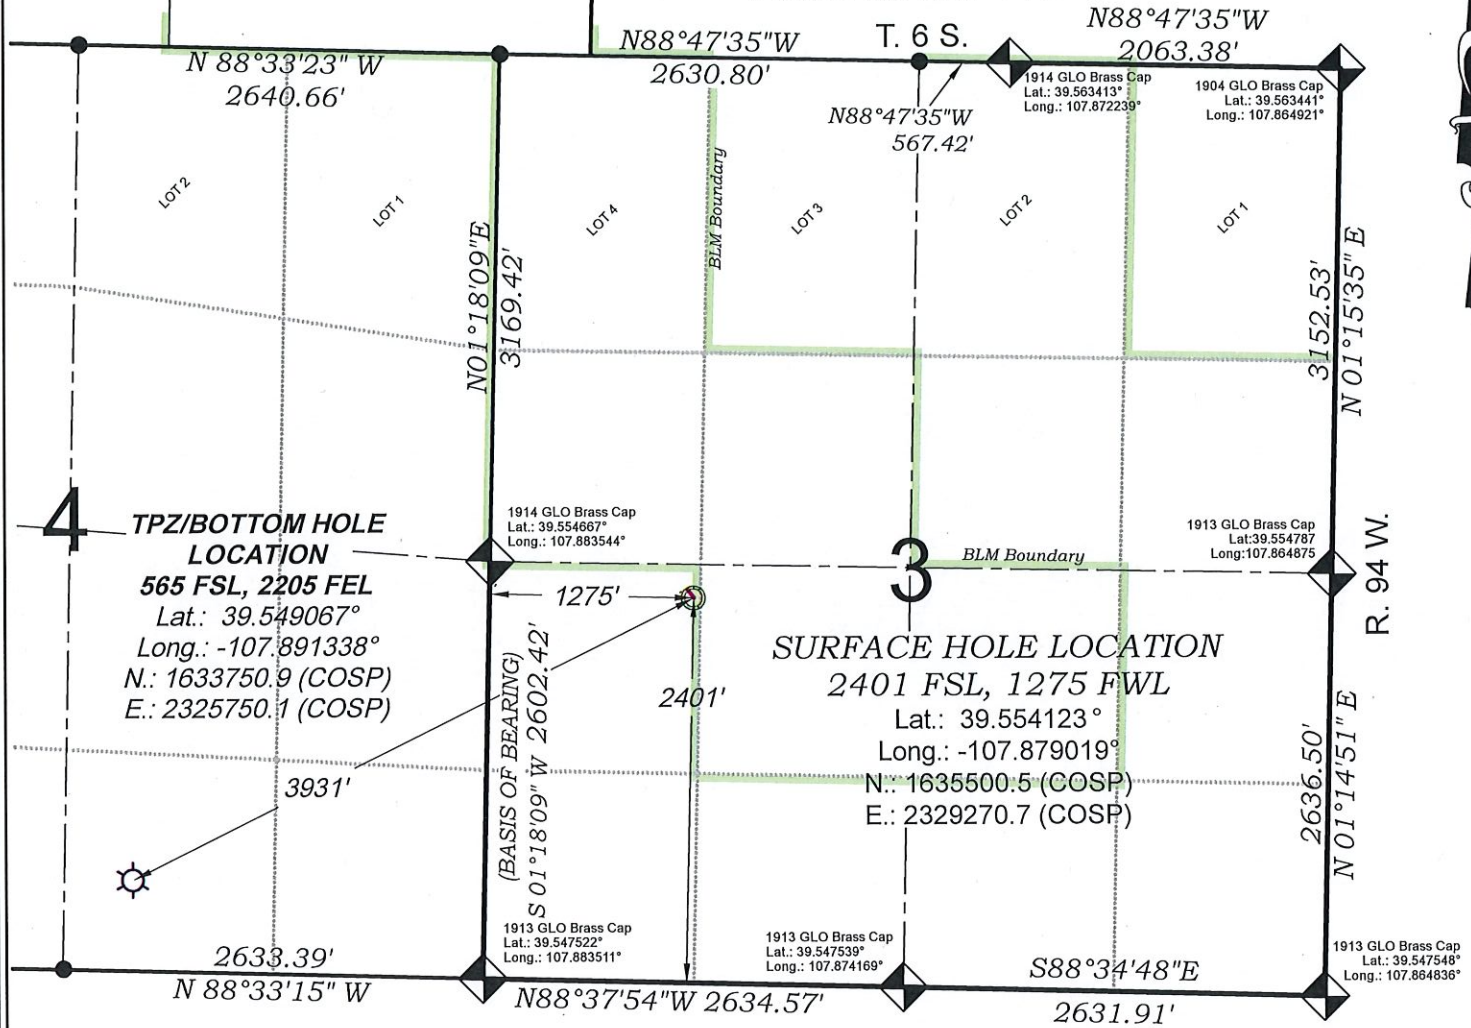 N88°47'35"W
2063.38'
T. 6 S.
N88°47'35"W
2630.80'
N 88°33'23" W
2640.66'
1914 GLO Brass Cap
Lat.: 39.563413°
Long.: 107.872239°
1904 GLO Brass Cap
Lat.: 39.563441°
Long.: 107.864921°
N88°47'35"W
567.42'
LOT 2
LOT 1
LOT 4
BLM Boundary
LOT 3
LOT 2
LOT 1
N01°18'09"E
3169.42'
3152.53'
N 01°15'35" E
4
TPZ/BOTTOM HOLE
LOCATION
565 FSL, 2205 FEL
Lat.: 39.549067°
Long.: -107.891338°
N.: 1633750.9 (COSP)
E.: 2325750.1 (COSP)
1914 GLO Brass Cap
Lat.: 39.554667°
Long.: 107.883544°
3
BLM Boundary
1913 GLO Brass Cap
Lat:39.554787
Long:107.864875
R. 94 W.
1275'
SURFACE HOLE LOCATION
2401 FSL, 1275 FWL
Lat.: 39.554123°
Long.: -107.879019°
N.: 1635500.5 (COSP)
E.: 2329270.7 (COSP)
2401'
(BASIS OF BEARING)
S 01°18'09" W 2602.42'
3931'
2636.50'
N 01°14'51" E
1913 GLO Brass Cap
Lat.: 39.547522°
Long.: 107.883511°
1913 GLO Brass Cap
Lat.: 39.547539°
Long.: 107.874169°
1913 GLO Brass Cap
Lat.: 39.547548°
Long.: 107.864836°
2633.39'
N 88°33'15" W
N88°37'54"W 2634.57'
S88°34'48"E
2631.91'